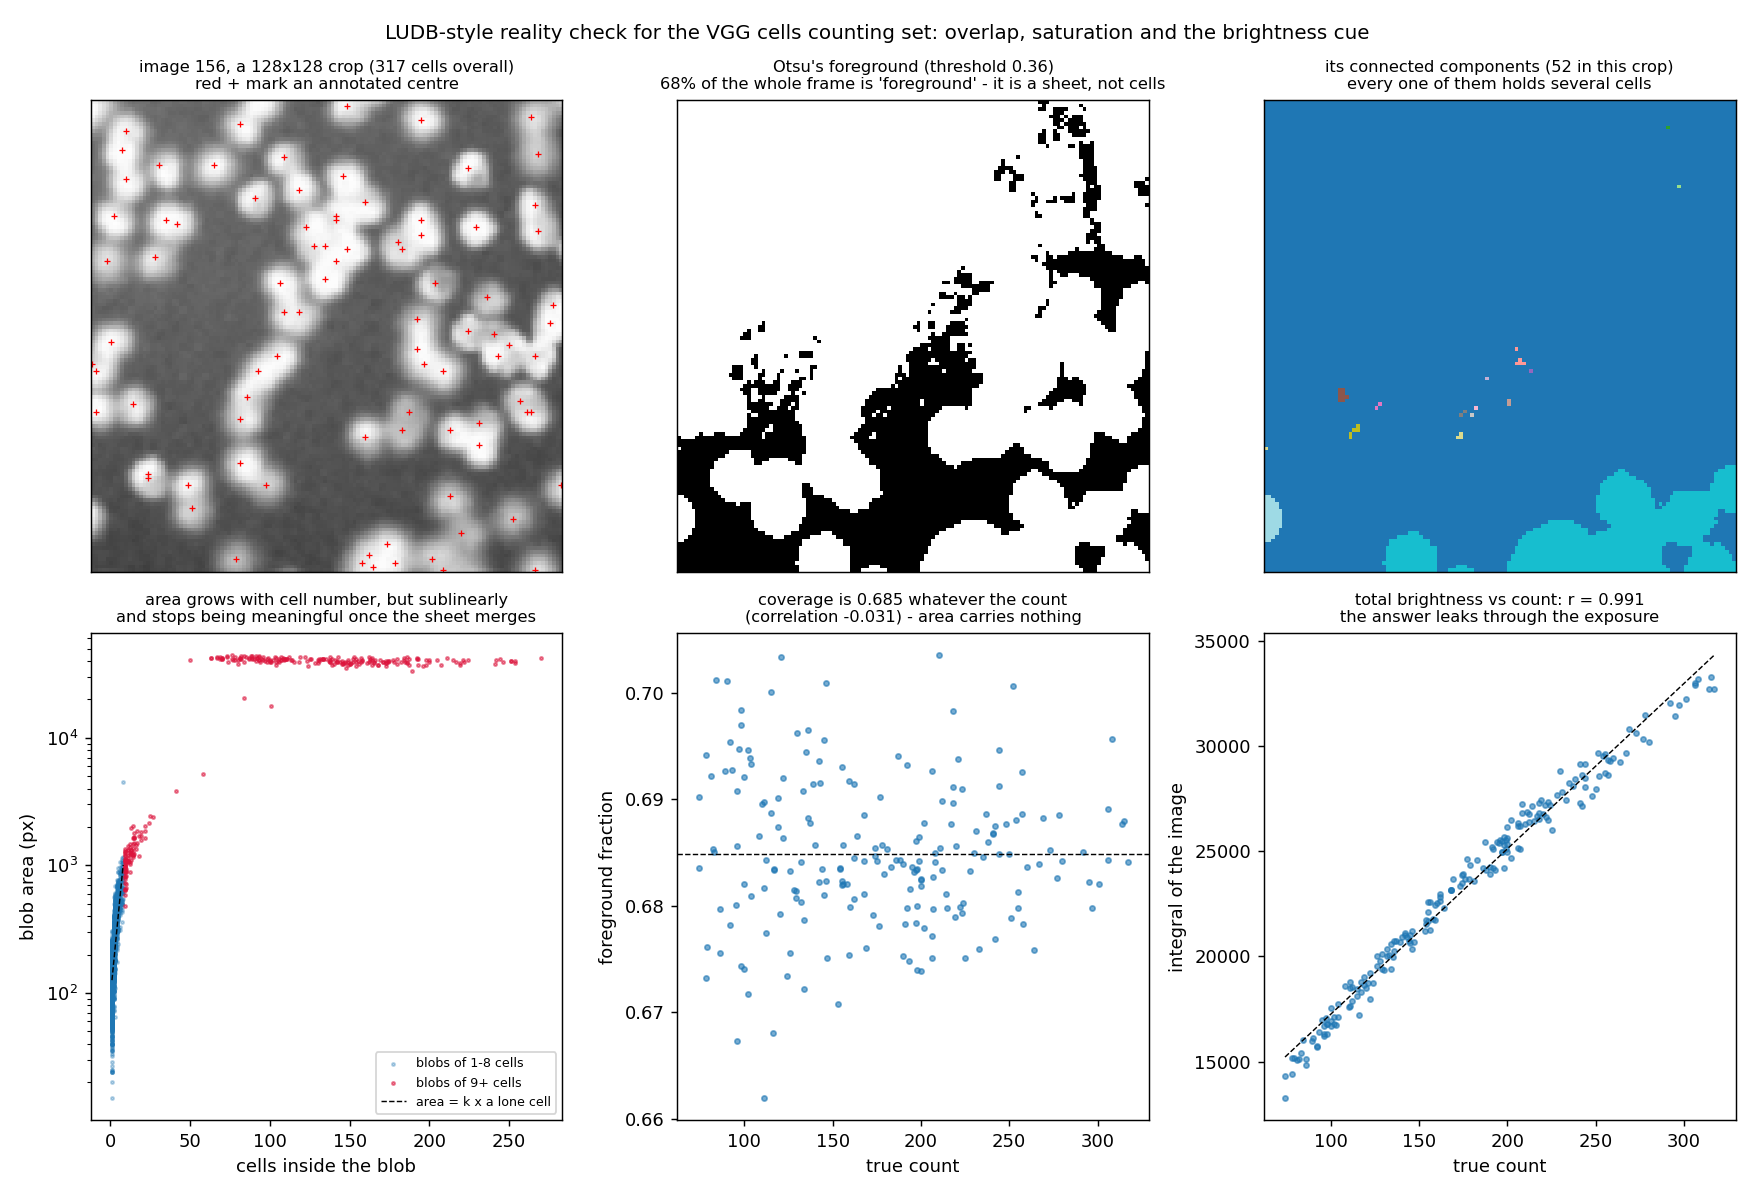 LUDB-style reality check for the VGG cells counting set: overlap, saturation and the brightness cue
image 156, a 128x128 crop (317 cells overall)
red + mark an annotated centre
Otsu's foreground (threshold 0.36)
68% of the whole frame is 'foreground' - it is a sheet, not cells
its connected components (52 in this crop)
every one of them holds several cells
area grows with cell number, but sublinearly
and stops being meaningful once the sheet merges
blob area (px)
10⁴
10³
10²
0 50 100 150 200 250
cells inside the blob
blobs of 1-8 cells
blobs of 9+ cells
area = k x a lone cell
coverage is 0.685 whatever the count
(correlation -0.031) - area carries nothing
foreground fraction
0.70
0.69
0.68
0.67
0.66
100 150 200 250 300
true count
total brightness vs count: r = 0.991
the answer leaks through the exposure
integral of the image
35000
30000
25000
20000
15000
100 150 200 250 300
true count